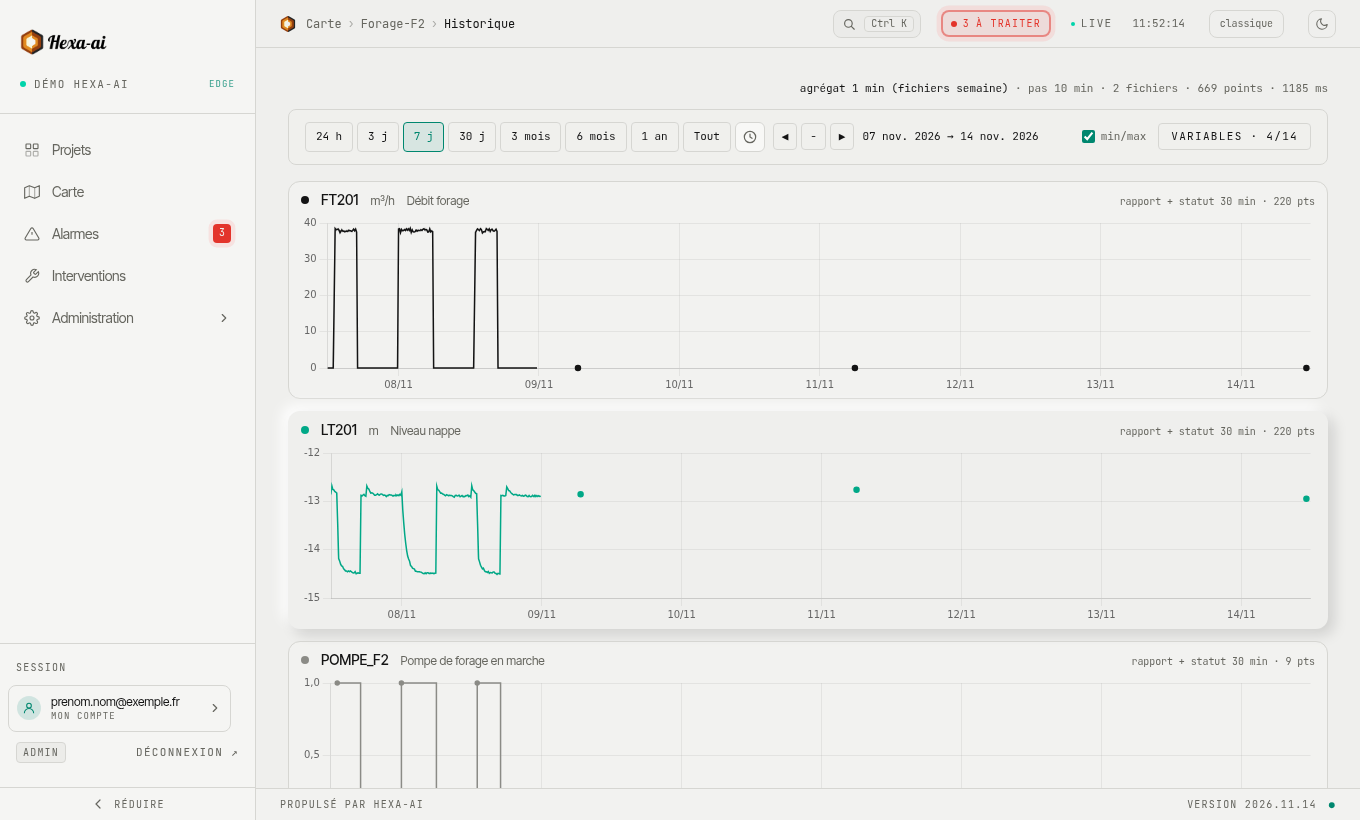 Hexa-ai
DÉMO HEXA-AI EDGE
Projets
Carte
Alarmes 3
Interventions
Administration
SESSION
prenom.nom@exemple.fr
MON COMPTE
ADMIN DÉCONNEXION ↗
RÉDUIRE
Carte › Forage-F2 › Historique
Ctrl K
3 À TRAITER
LIVE 11:52:14
classique
agrégat 1 min (fichiers semaine) · pas 10 min · 2 fichiers · 669 points · 1185 ms
24 h 3 j 7 j 30 j 3 mois 6 mois 1 an Tout ◀ - ▶ 07 nov. 2026 → 14 nov. 2026 min/max VARIABLES · 4/14
FT201 m³/h Débit forage rapport + statut 30 min · 220 pts
40
30
20
10
0
08/11 09/11 10/11 11/11 12/11 13/11 14/11
LT201 m Niveau nappe rapport + statut 30 min · 220 pts
-12
-13
-14
-15
08/11 09/11 10/11 11/11 12/11 13/11 14/11
POMPE_F2 Pompe de forage en marche rapport + statut 30 min · 9 pts
1,0
0,5
PROPULSÉ PAR HEXA-AI VERSION 2026.11.14